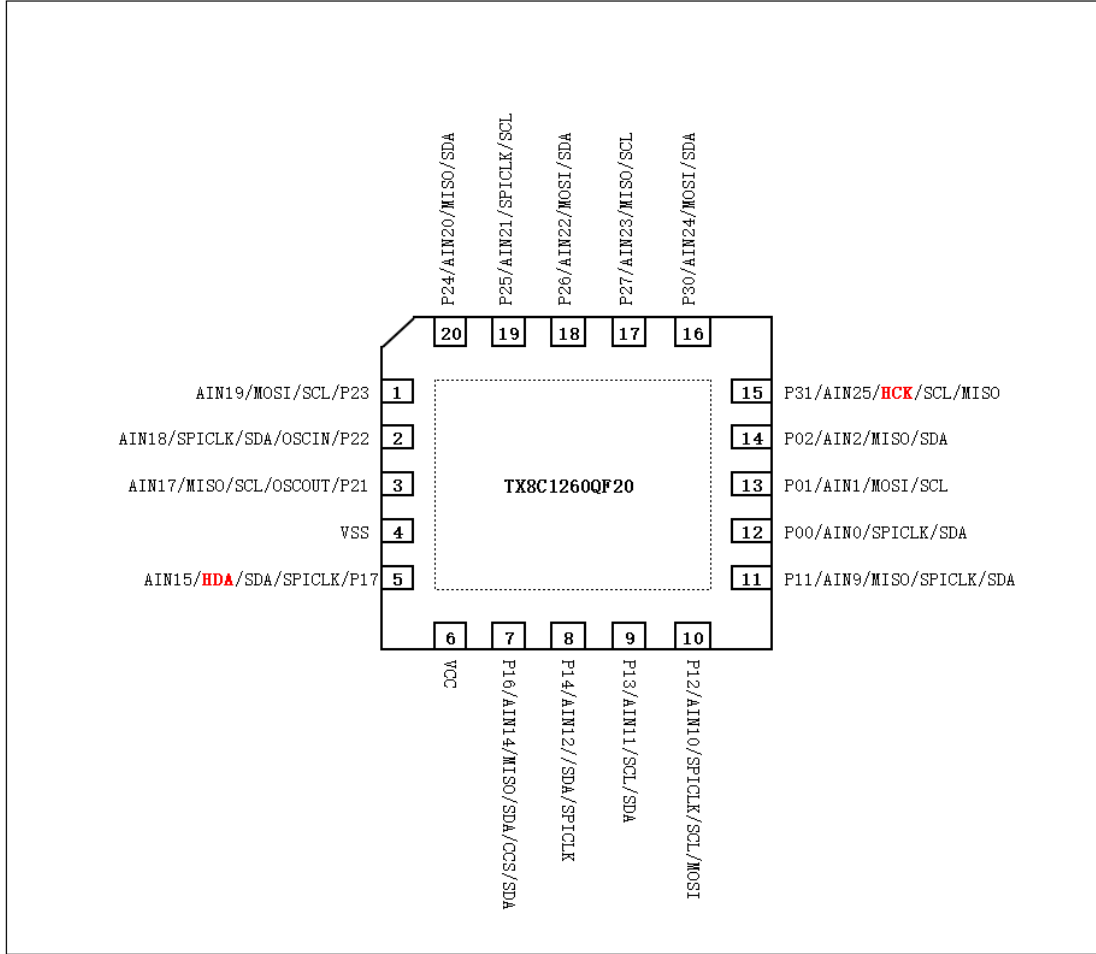 P24/AIN20/MISO/SDA
P25/AIN21/SPICLK/SCL
P26/AIN22/MOSI/SDA
P27/AIN23/MISO/SCL
P30/AIN24/MOSI/SDA
20
19
18
17
16
AIN19/MOSI/SCL/P23
1
AIN18/SPICLK/SDA/OSCIN/P22
2
AIN17/MISO/SCL/OSCOUT/P21
3
VSS
4
AIN15/HDA/SDA/SPICLK/P17
5
TX8C1260QF20
15
P31/AIN25/HCK/SCL/MISO
14
P02/AIN2/MISO/SDA
13
P01/AIN1/MOSI/SCL
12
P00/AIN0/SPICLK/SDA
11
P11/AIN9/MISO/SPICLK/SDA
6
7
8
9
10
VCC
P16/AIN14/MISO/SDA/CCS/SDA
P14/AIN12//SDA/SPICLK
P13/AIN11/SCL/SDA
P12/AIN10/SPICLK/SCL/MOSI